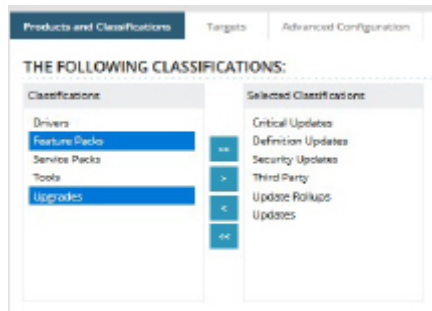 Products and Classifications
Targets
Advanced Configuration
THE FOLLOWING CLASSIFICATIONS:
Classifications
Drivers
Feature Packs
Service Packs
Tools
Upgrades
>
<
<<
Selected Classifications
Critical Updates
Definition Updates
Security Updates
Third Party
Update Rollups
Updates